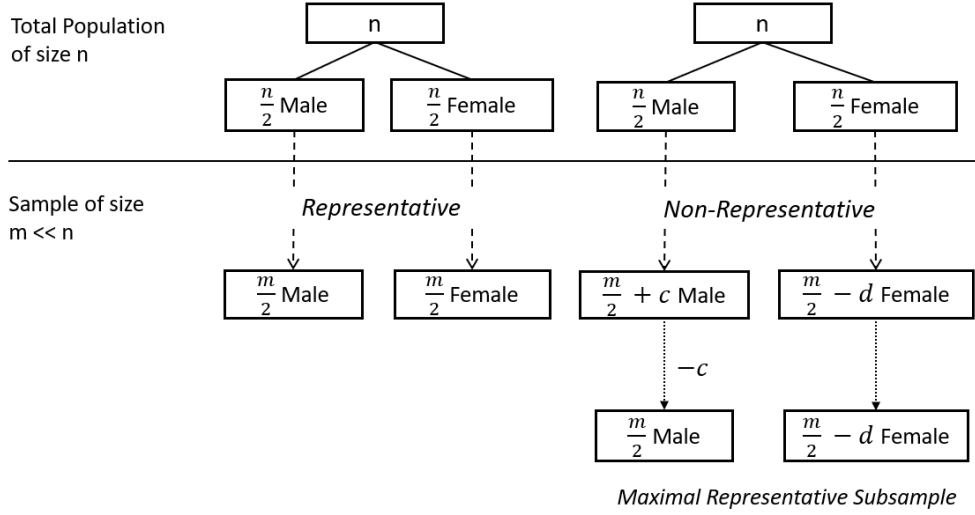 Total Population
of size n
n
n
n/2 Male
n/2 Female
n/2 Male
n/2 Female
Sample of size
m << n
Representative
Non-Representative
m/2 Male
m/2 Female
m/2 + c Male
m/2 − d Female
−c
m/2 Male
m/2 − d Female
Maximal Representative Subsample